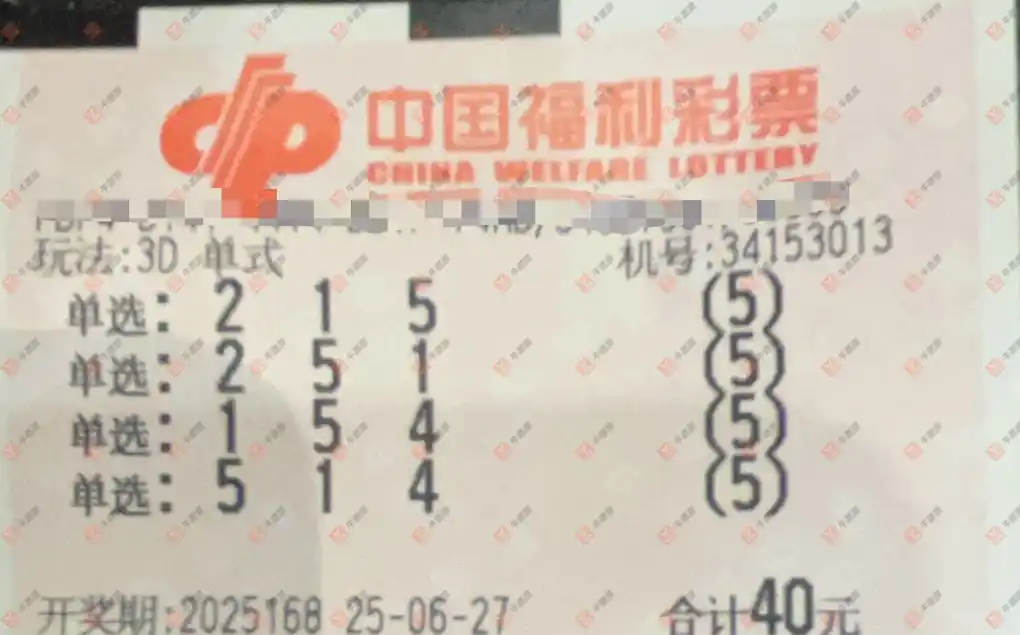 中国福利彩票
CHINA WELFARE LOTTERY
玩法:3D 单式 机号:34153013
单选: 2 1 5 (5)
单选: 2 5 1 (5)
单选: 1 5 4 (5)
单选: 5 1 4 (5)
开奖期:2025168 25-06-27 合计40元